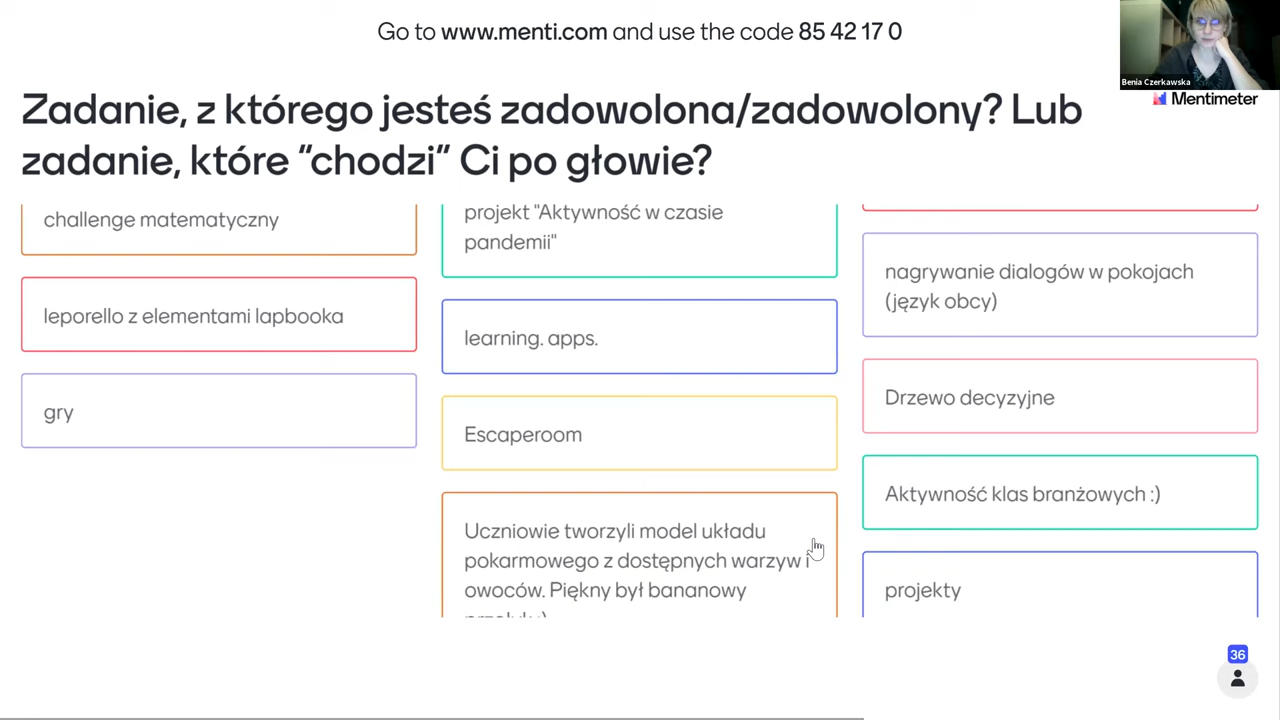 Go to www.menti.com and use the code 85 42 17 0
Benia Czerkawska
Mentimeter
Zadanie, z którego jesteś zadowolona/zadowolony? Lub
zadanie, które "chodzi" Ci po głowie?
challenge matematyczny
leporello z elementami lapbooka
gry
projekt "Aktywność w czasie
pandemii"
learning. apps.
Escaperoom
Uczniowie tworzyli model układu
pokarmowego z dostępnych warzyw i
owoców. Piękny był bananowy
nagrywanie dialogów w pokojach
(język obcy)
Drzewo decyzyjne
Aktywność klas branżowych :)
projekty
36